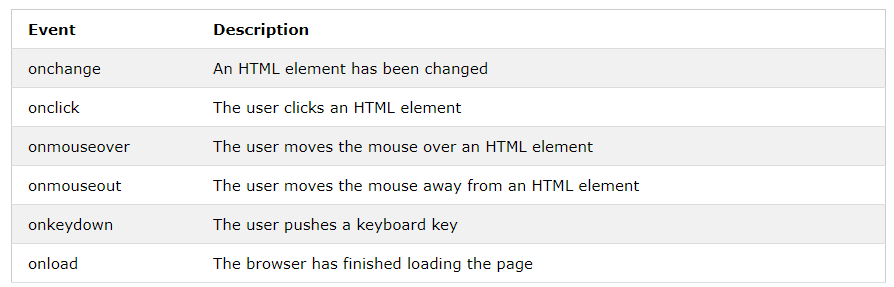 Event Description
onchange An HTML element has been changed
onclick The user clicks an HTML element
onmouseover The user moves the mouse over an HTML element
onmouseout The user moves the mouse away from an HTML element
onkeydown The user pushes a keyboard key
onload The browser has finished loading the page